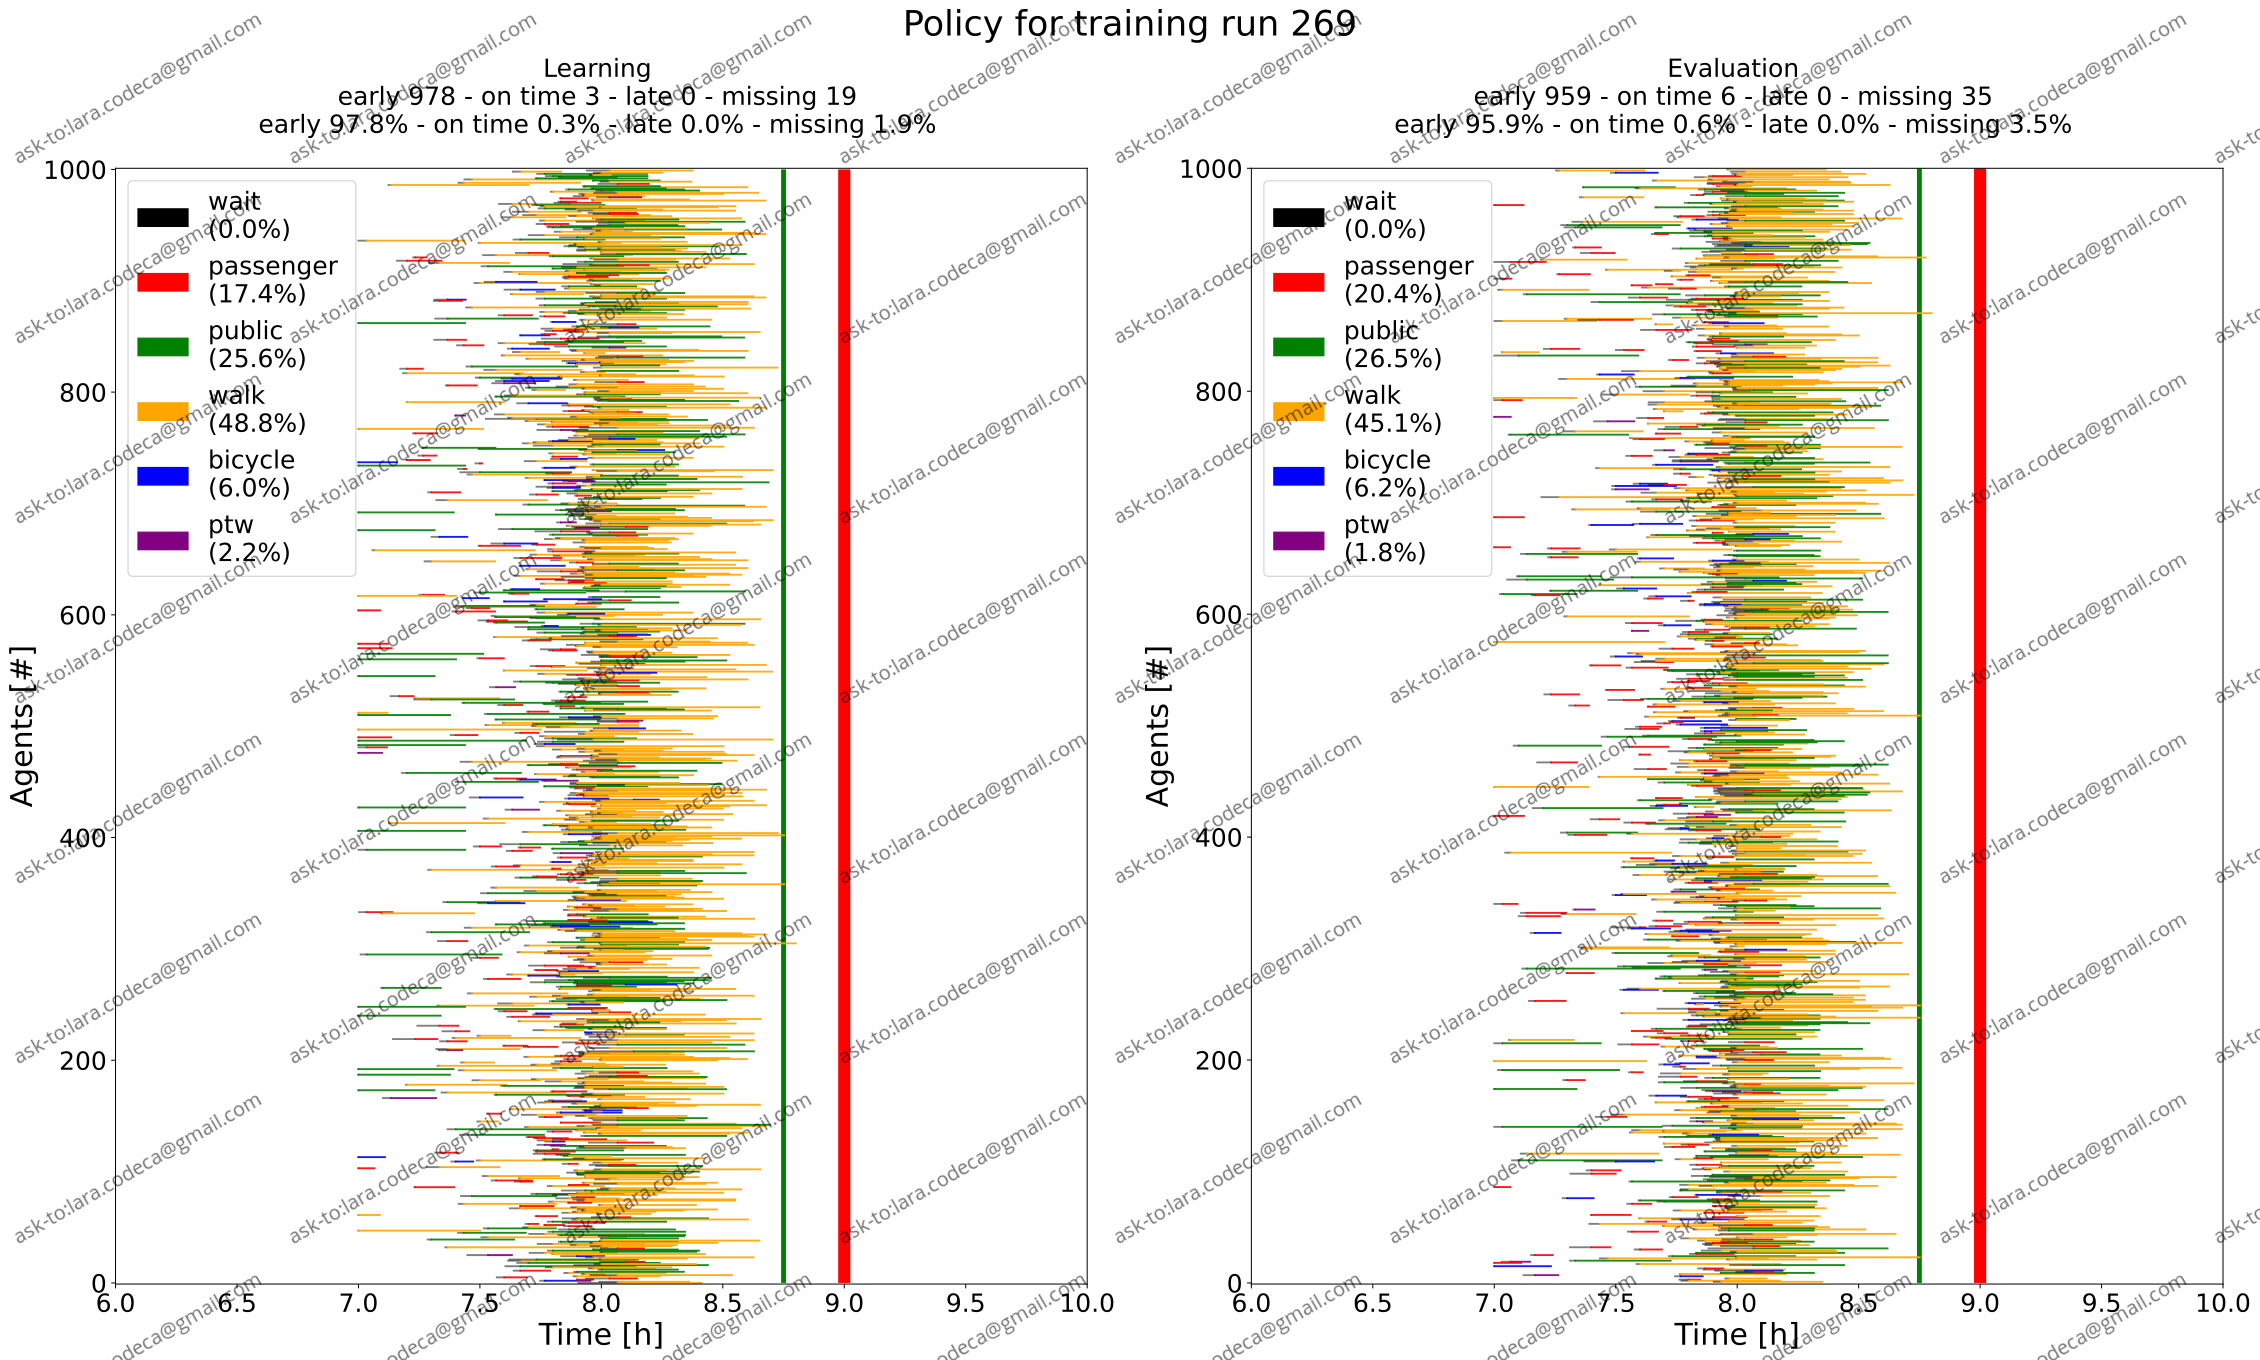 Policy for training run 269
Learning
early 978 - on time 3 - late 0 - missing 19
early 97.8% - on time 0.3% - late 0.0% - missing 1.9%
1000
800
600
400
200
0
Agents [#]
wait
(0.0%)
passenger
(17.4%)
public
(25.6%)
walk
(48.8%)
bicycle
(6.0%)
ptw
(2.2%)
6.0 6.5 7.0 7.5 8.0 8.5 9.0 9.5 10.0
Time [h]
Evaluation
early 959 - on time 6 - late 0 - missing 35
early 95.9% - on time 0.6% - late 0.0% - missing 3.5%
1000
800
600
400
200
0
Agents [#]
wait
(0.0%)
passenger
(20.4%)
public
(26.5%)
walk
(45.1%)
bicycle
(6.2%)
ptw
(1.8%)
6.0 6.5 7.0 7.5 8.0 8.5 9.0 9.5 10.0
Time [h]
ask-to:lara.codeca@gmail.com